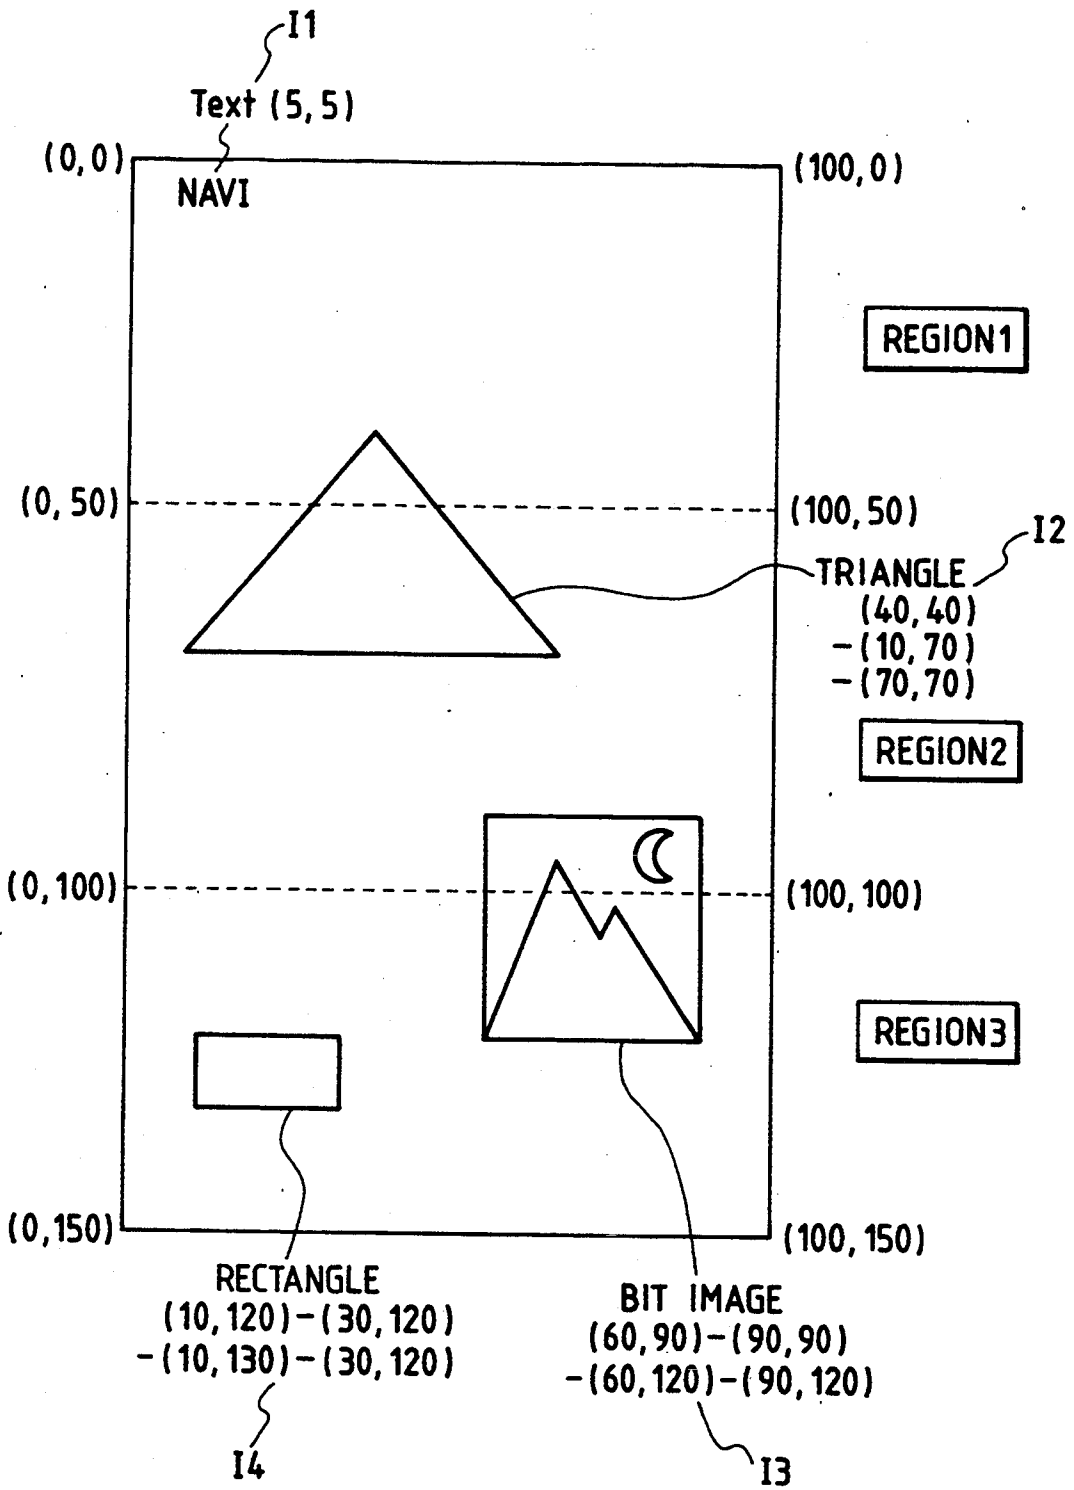 I1
Text (5,5)
(0,0)
(100,0)
NAVI
REGION1
(0,50)
(100,50)
I2
TRIANGLE
(40,40)
-(10,70)
-(70,70)
REGION2
(0,100)
(100,100)
REGION3
(0,150)
(100,150)
RECTANGLE
(10,120)-(30,120)
-(10,130)-(30,120)
I4
BIT IMAGE
(60,90)-(90,90)
-(60,120)-(90,120)
I3